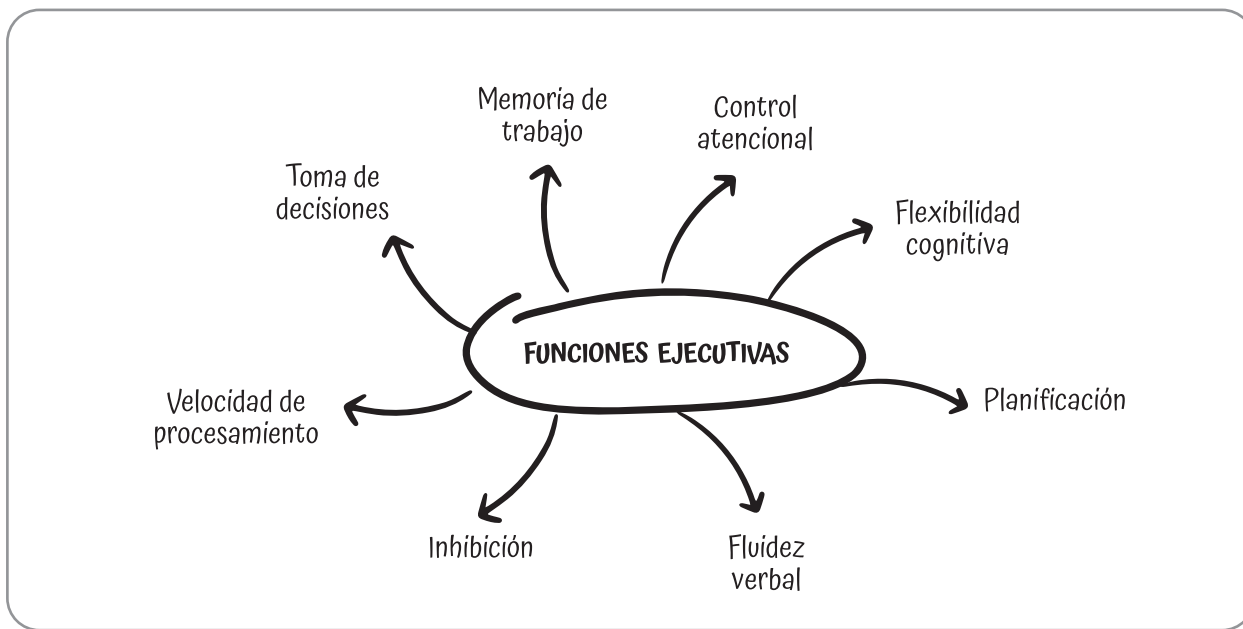 Memoria de
trabajo
Control
atencional
Toma de
decisiones
Flexibilidad
cognitiva
FUNCIONES EJECUTIVAS
Velocidad de
procesamiento
Planificación
Inhibición
Fluidez
verbal